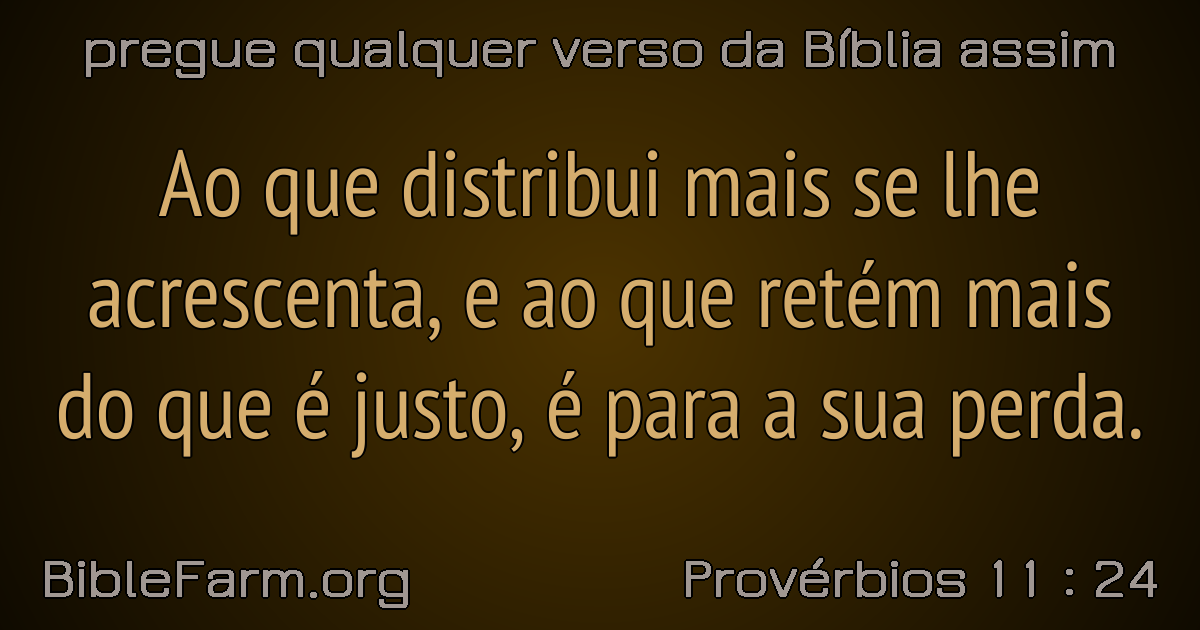 pregue qualquer verso da Bíblia assim
Ao que distribui mais se lhe
acrescenta, e ao que retém mais
do que é justo, é para a sua perda.
BibleFarm.org
Provérbios 11 : 24